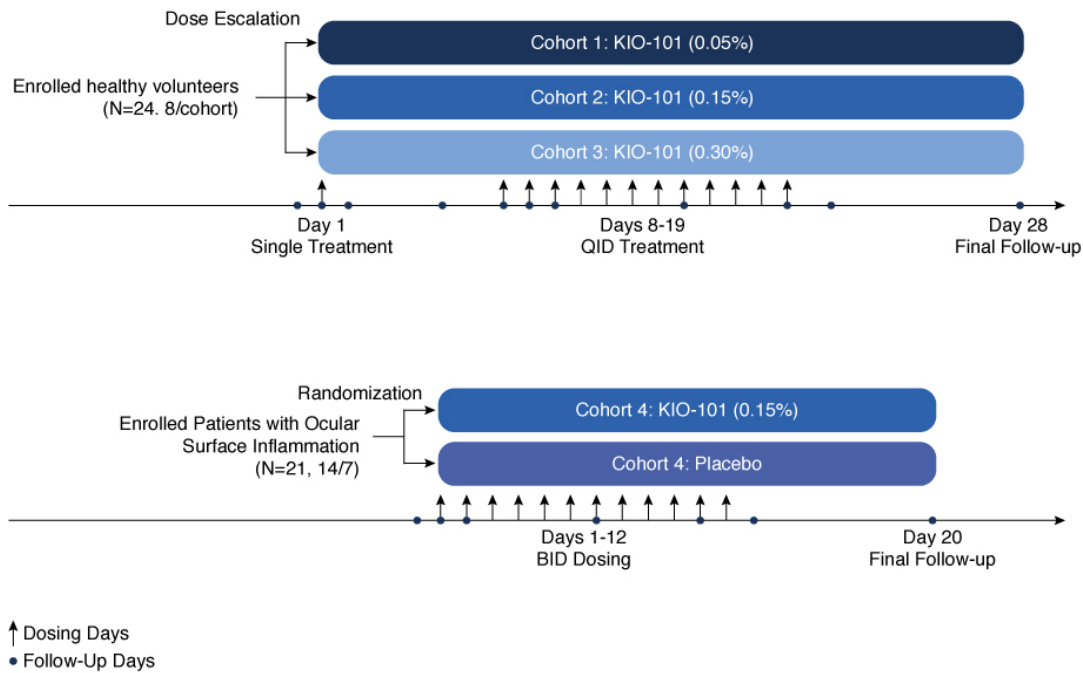 Dose Escalation
Cohort 1: KIO-101 (0.05%)
Enrolled healthy volunteers
(N=24. 8/cohort)
Cohort 2: KIO-101 (0.15%)
Cohort 3: KIO-101 (0.30%)
Day 1
Single Treatment
Days 8-19
QID Treatment
Day 28
Final Follow-up
Randomization
Cohort 4: KIO-101 (0.15%)
Enrolled Patients with Ocular
Surface Inflammation
(N=21, 14/7)
Cohort 4: Placebo
Days 1-12
BID Dosing
Day 20
Final Follow-up
Dosing Days
Follow-Up Days